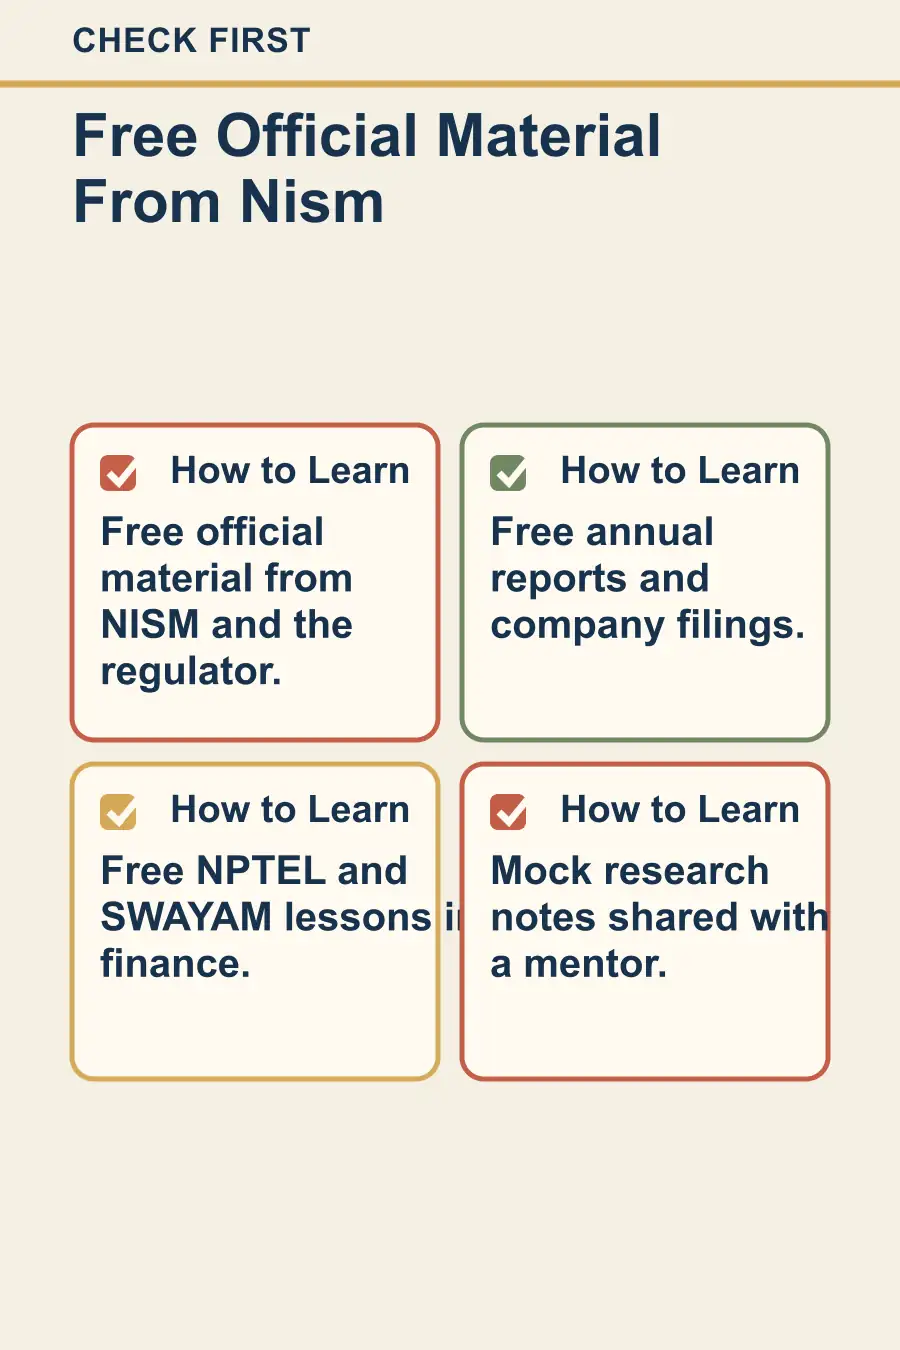 CHECK FIRST
Free Official Material
From Nism
How to Learn
Free official
material from
NISM and the
regulator.
How to Learn
Free annual
reports and
company filings.
How to Learn
Free NPTEL and
SWAYAM lessons
finance.
How to Learn
Mock research
notes shared with
a mentor.